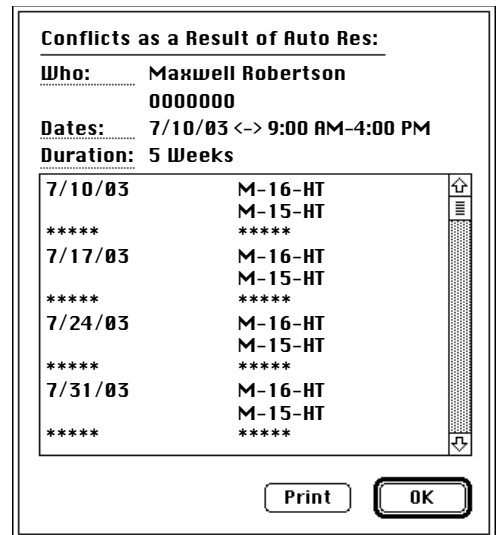 Conflicts as a Result of Auto Res:
Who: Maxwell Robertson
0000000
Dates: 7/10/03 <-> 9:00 AM-4:00 PM
Duration: 5 Weeks
7/10/03 M-16-HT
M-15-HT
***** *****
7/17/03 M-16-HT
M-15-HT
***** *****
7/24/03 M-16-HT
M-15-HT
***** *****
7/31/03 M-16-HT
M-15-HT
***** *****
Print OK